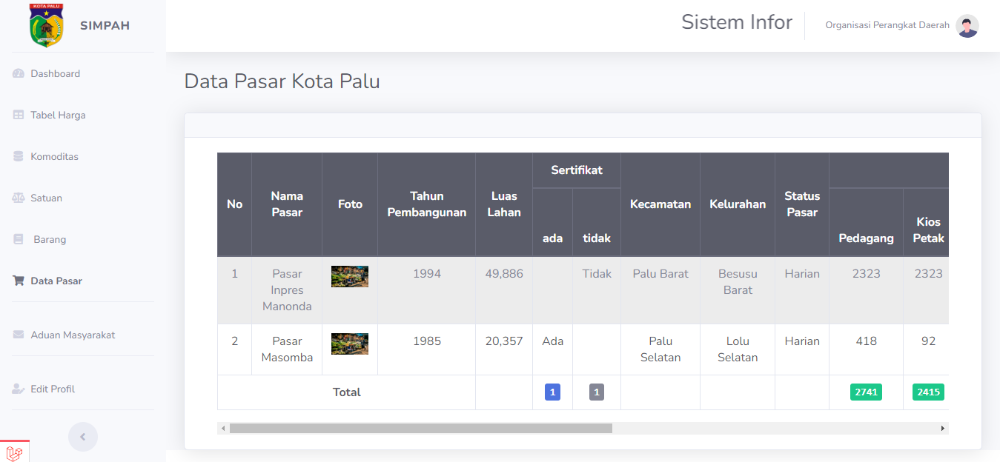 KOTA PALU
SIMPAH
Sistem Infor
Organisasi Perangkat Daerah
Dashboard
Tabel Harga
Komoditas
Satuan
Barang
Data Pasar
Aduan Masyarakat
Edit Profil
Data Pasar Kota Palu
No
Nama
Pasar
Foto
Tahun
Pembangunan
Luas
Lahan
Sertifikat
ada
tidak
Kecamatan
Kelurahan
Status
Pasar
Pedagang
Kios
Petak
1
Pasar
Inpres
Manonda
1994
49,886
Tidak
Palu Barat
Besusu
Barat
Harian
2323
2323
2
Pasar
Masomba
1985
20,357
Ada
Palu
Selatan
Lolu
Selatan
Harian
418
92
Total
1
1
2741
2415